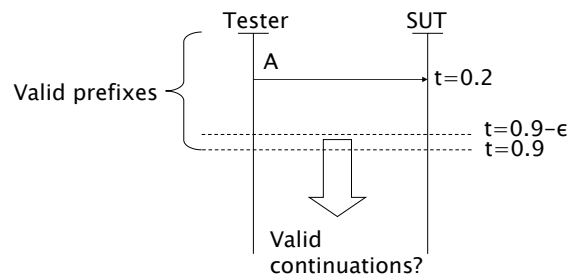 Tester SUT
A
t=0.2
Valid prefixes
t=0.9-ϵ
t=0.9
Valid
continuations?